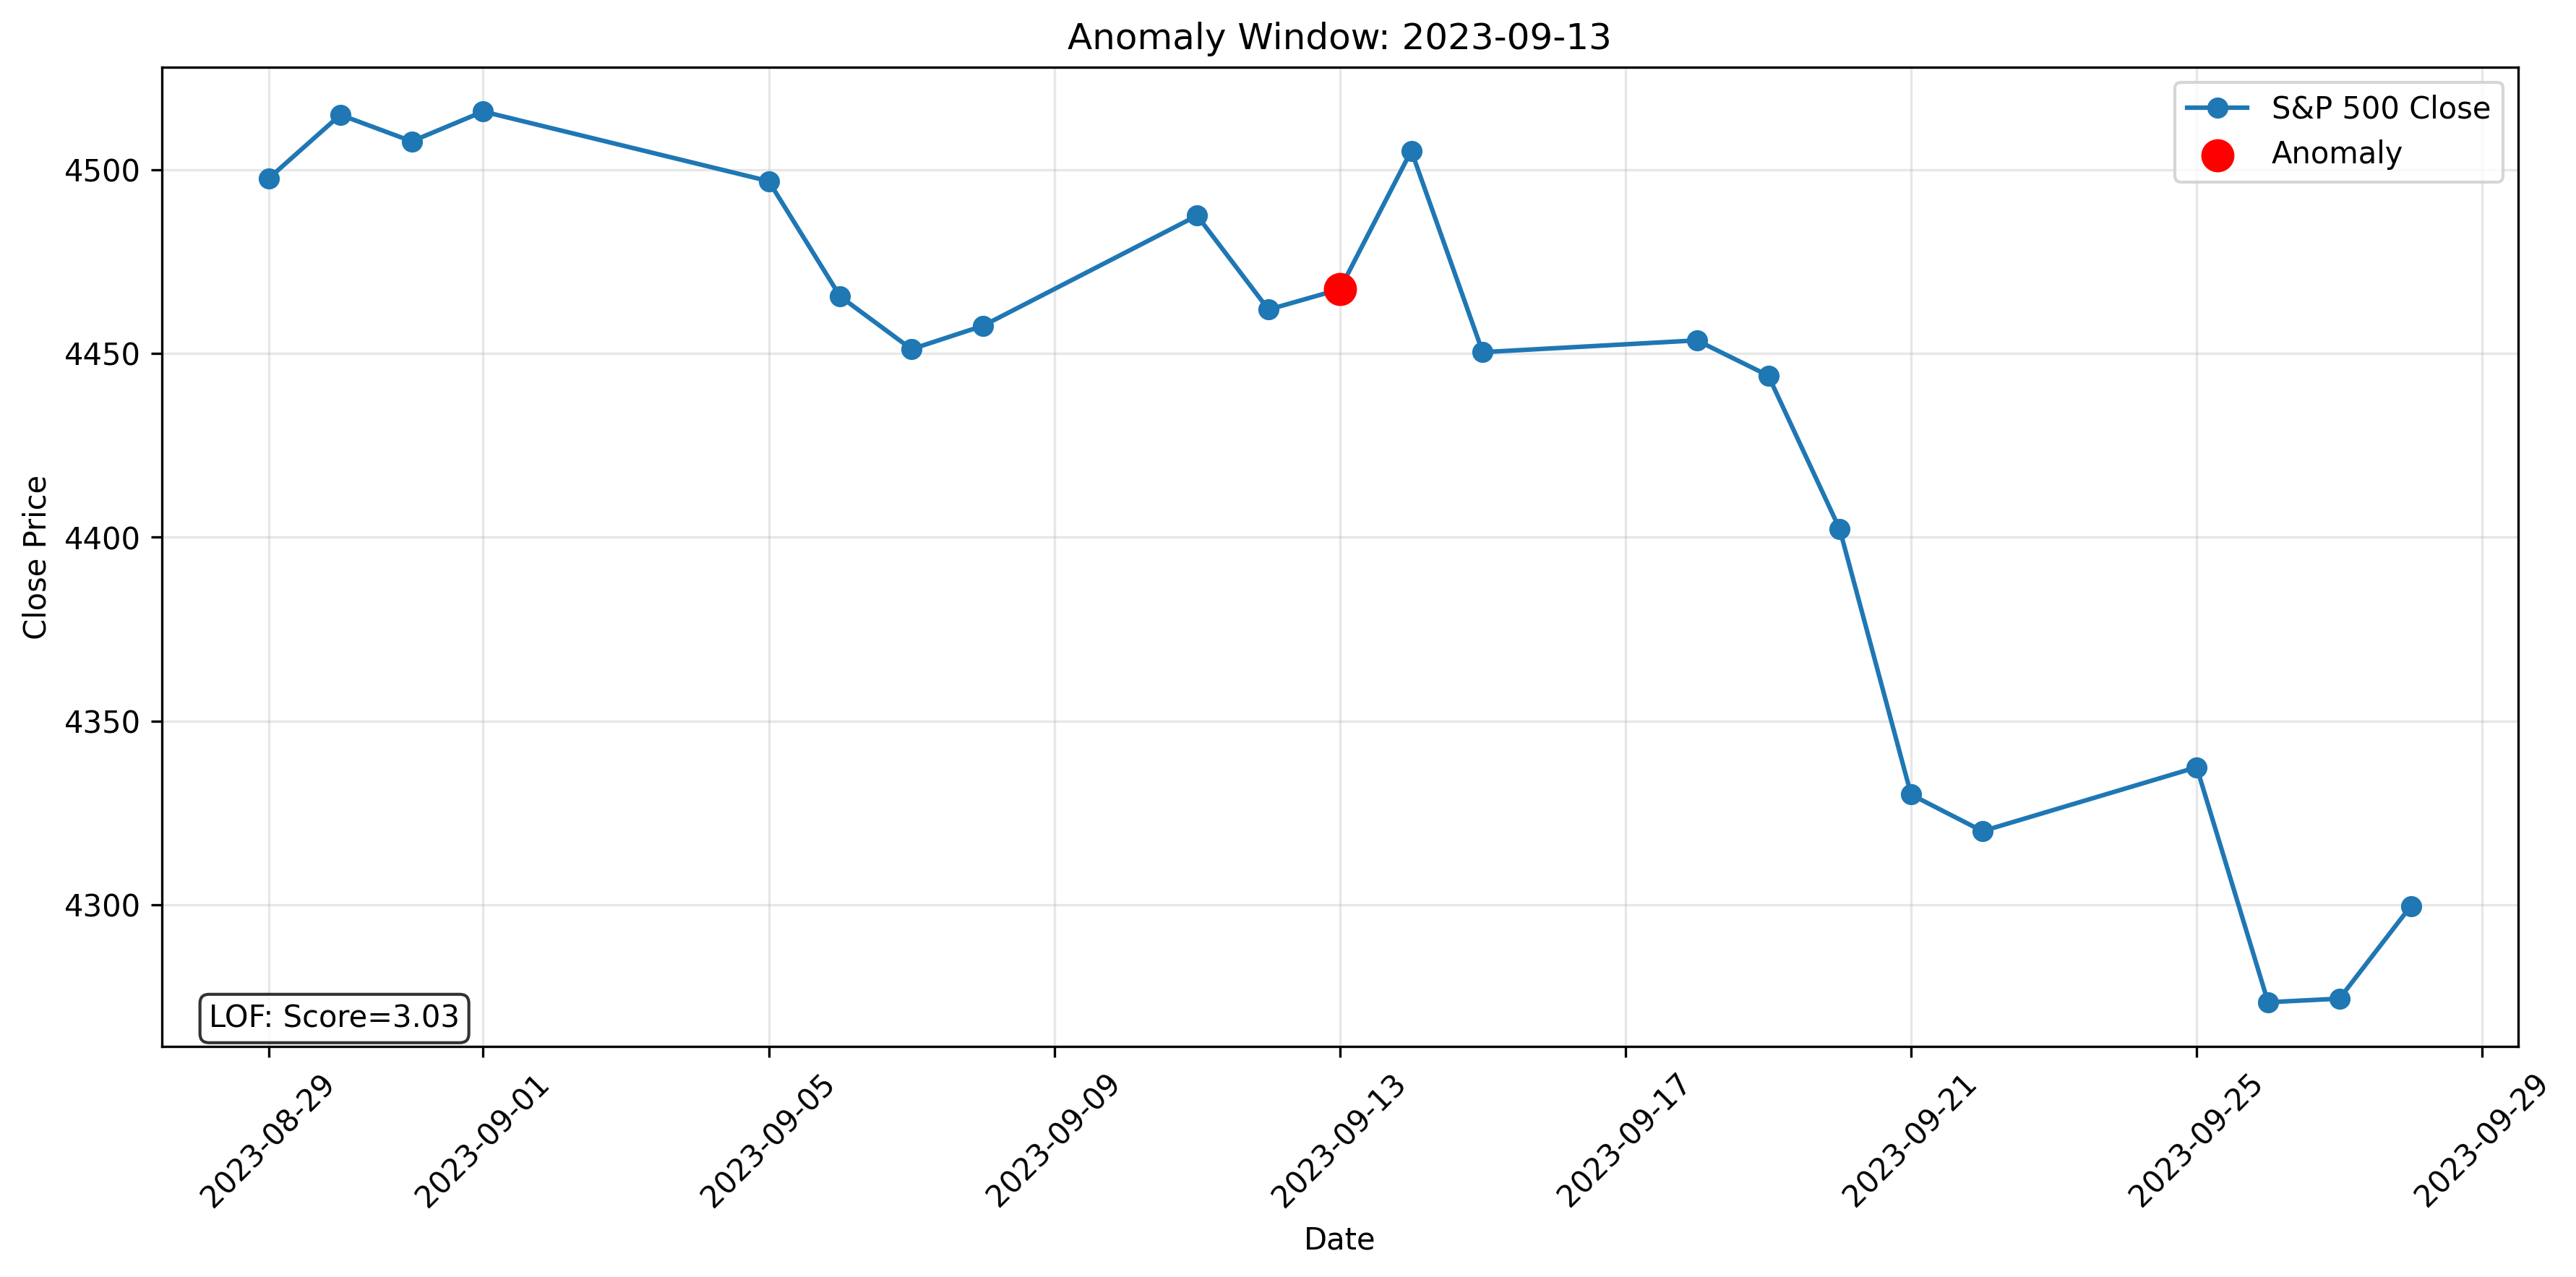 Anomaly Window: 2023-09-13
S&P 500 Close
Anomaly
Close Price
4500
4450
4400
4350
4300
LOF: Score=3.03
2023-08-29
2023-09-01
2023-09-05
2023-09-09
2023-09-13
2023-09-17
2023-09-21
2023-09-25
2023-09-29
Date